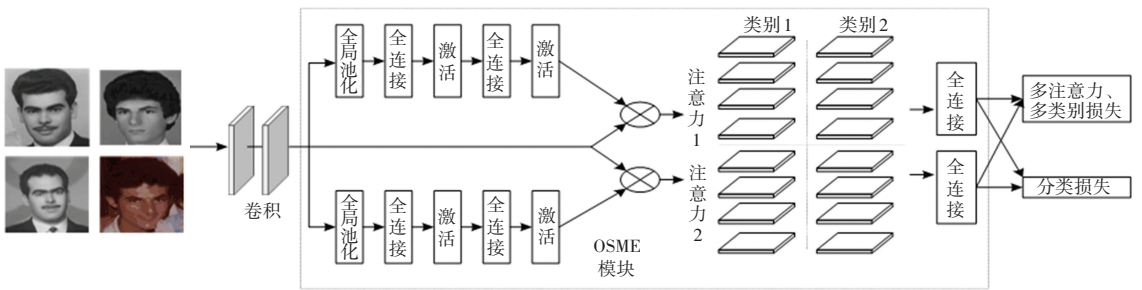 类别1
类别2
全局池化
全连接
激活
全连接
激活
注意力1
全连接
多注意力、
多类别损失
卷积
全局池化
全连接
激活
全连接
激活
注意力2
全连接
分类损失
OSME
模块